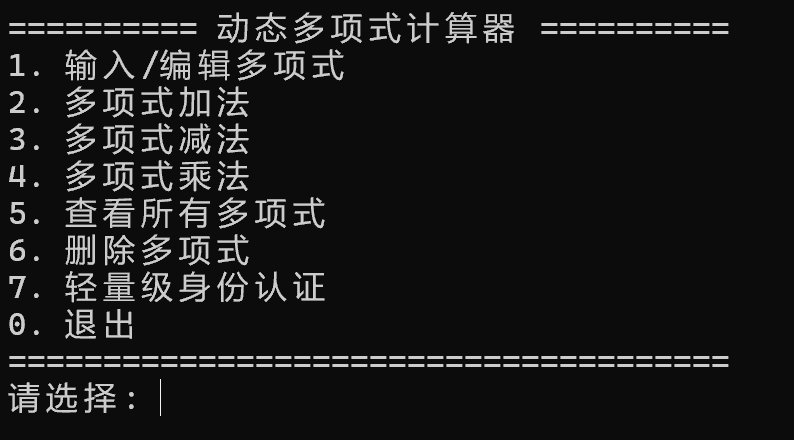 ========== 动态多项式计算器 ==========
1. 输入/编辑多项式
2. 多项式加法
3. 多项式减法
4. 多项式乘法
5. 查看所有多项式
6. 删除多项式
7. 轻量级身份认证
0. 退出
======================================
请选择: